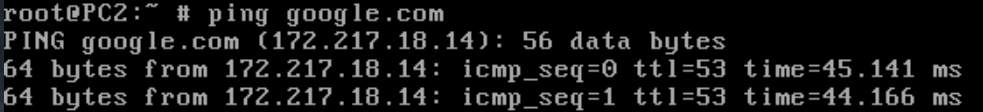 root@PC2:~ # ping google.com
PING google.com (172.217.18.14): 56 data bytes
64 bytes from 172.217.18.14: icmp_seq=0 ttl=53 time=45.141 ms
64 bytes from 172.217.18.14: icmp_seq=1 ttl=53 time=44.166 ms